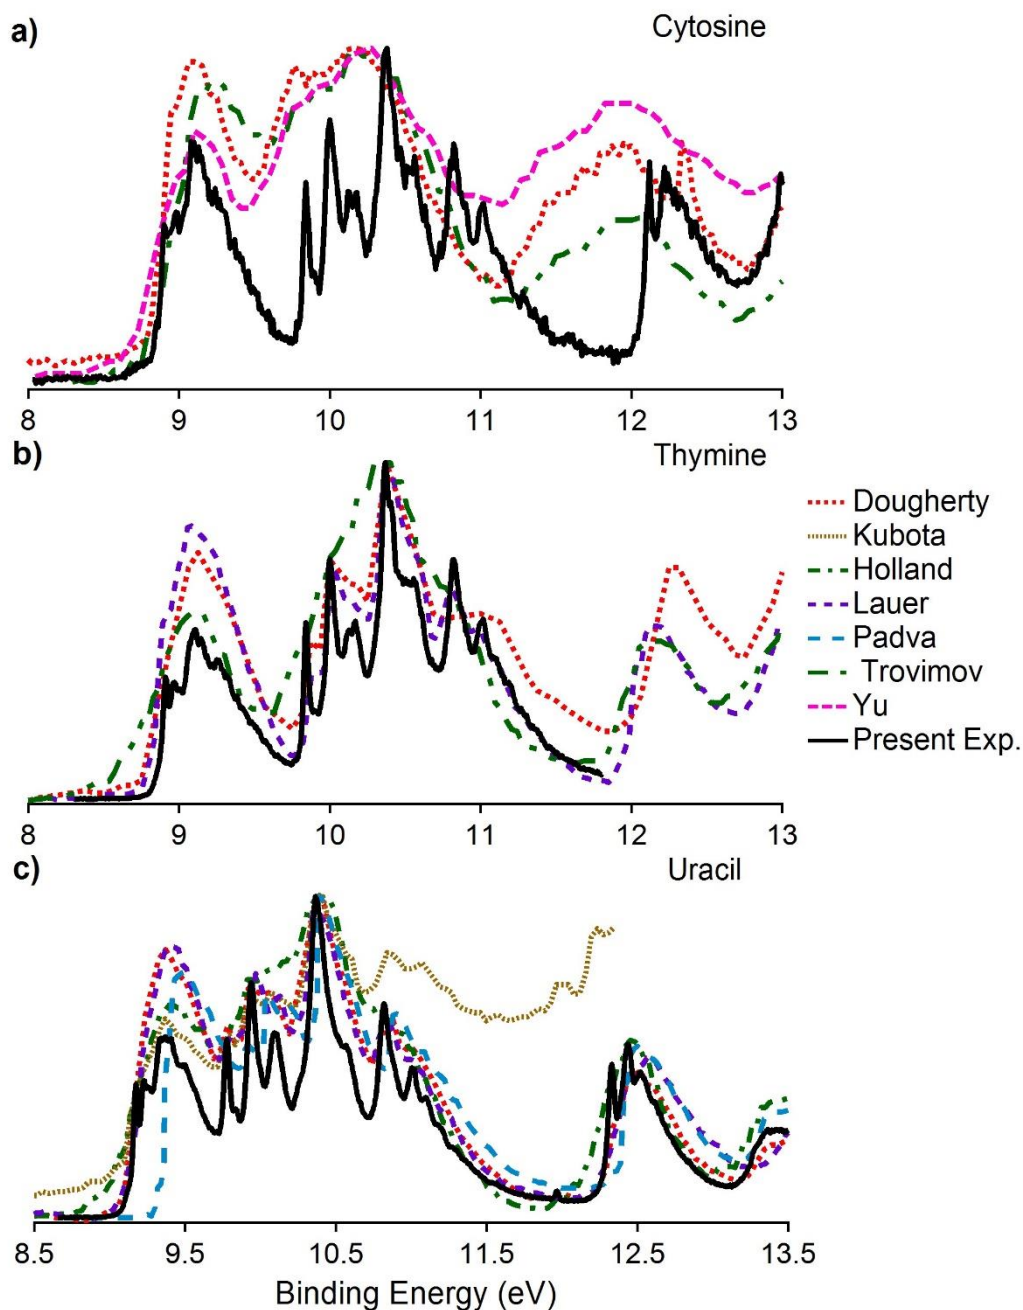 a)
Cytosine
8 9 10 11 12 13
b)
Thymine
Dougherty
Kubota
Holland
Lauer
Padva
Trovimov
Yu
Present Exp.
8 9 10 11 12 13
c)
Uracil
8.5 9.5 10.5 11.5 12.5 13.5
Binding Energy (eV)